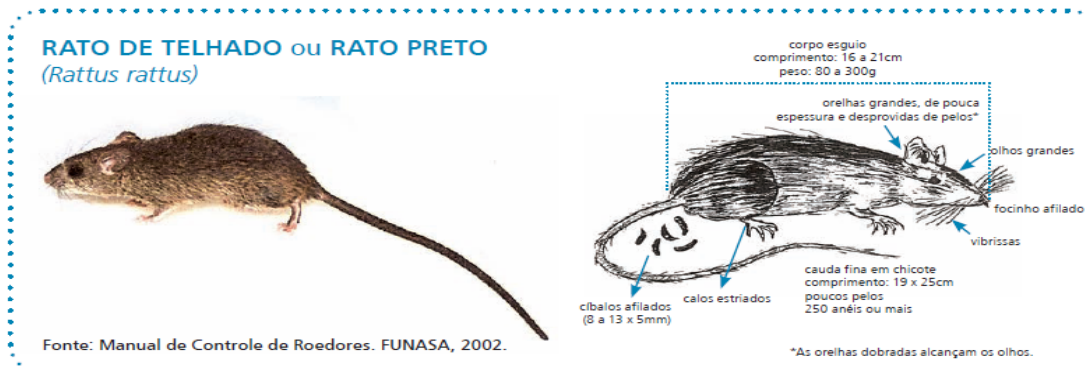 RATO DE TELHADO ou RATO PRETO
(Rattus rattus)
corpo esguio
comprimento: 16 a 21cm
peso: 80 a 300g
orelhas grandes, de pouca
espessura e desprovidas de pelos*
olhos grandes
focinho afilado
vibrissas
cauda fina em chicote
comprimento: 19 x 25cm
poucos pelos
250 anéis ou mais
calos estriados
cíbalos afilados
(8 a 13 x 5mm)
Fonte: Manual de Controle de Roedores. FUNASA, 2002.
*As orelhas dobradas alcançam os olhos.